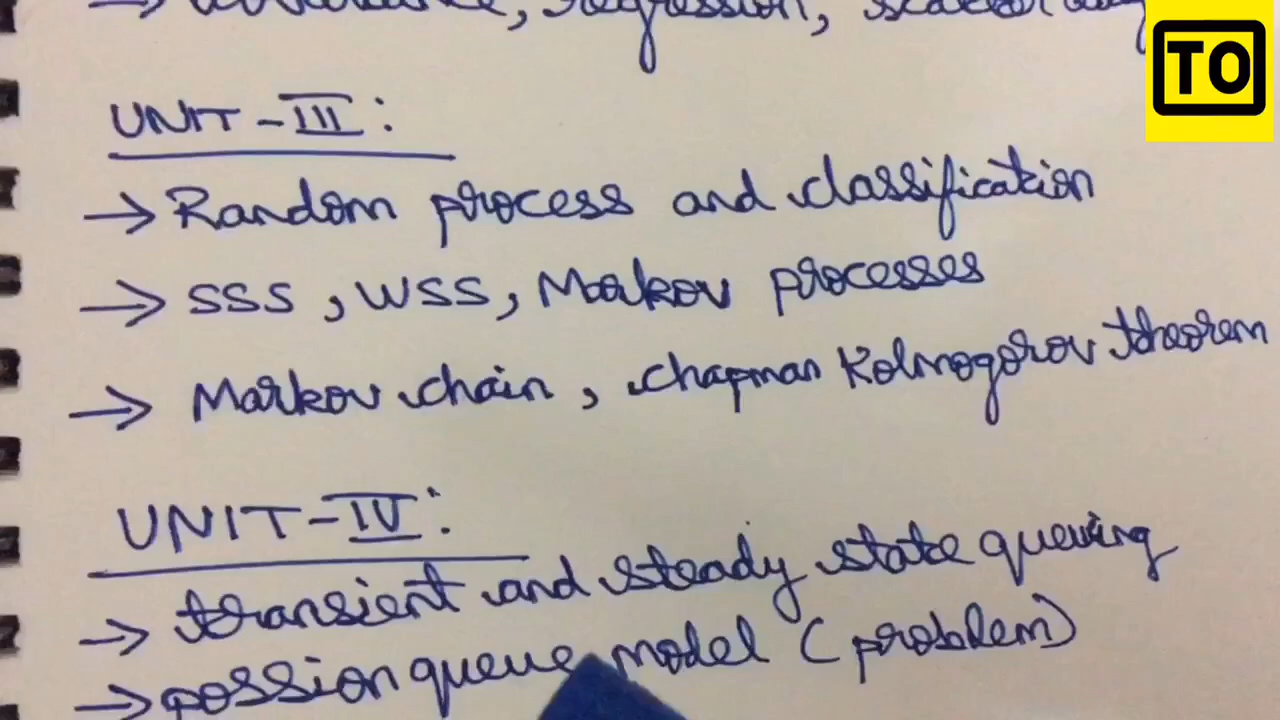 → regression,
TO
UNIT-III:
→ Random process and classification
→ SSS, WSS, Markov processes
→ Markov chain, chapman Kolmogorov theorem
UNIT-IV:
→ transient and steady state queuing
→ possion queue model (problem)